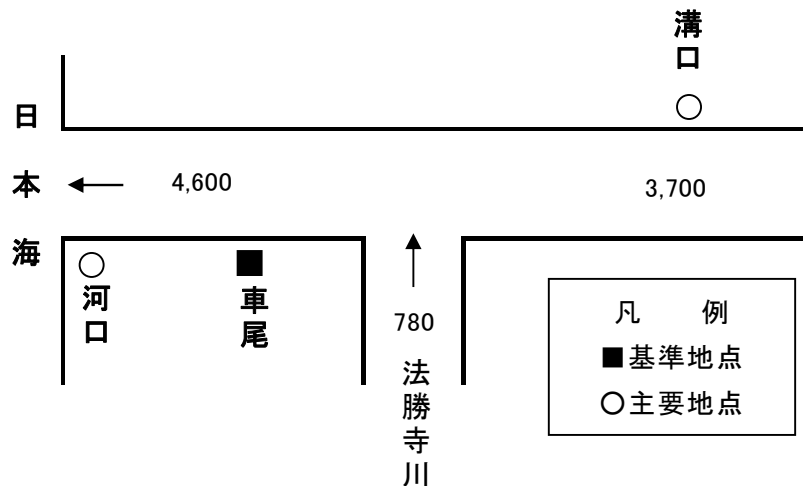 溝口
○
日本海
← 4,600
3,700
○
河口
■
車尾
↑
780
法勝寺川
凡 例
■基準地点
○主要地点